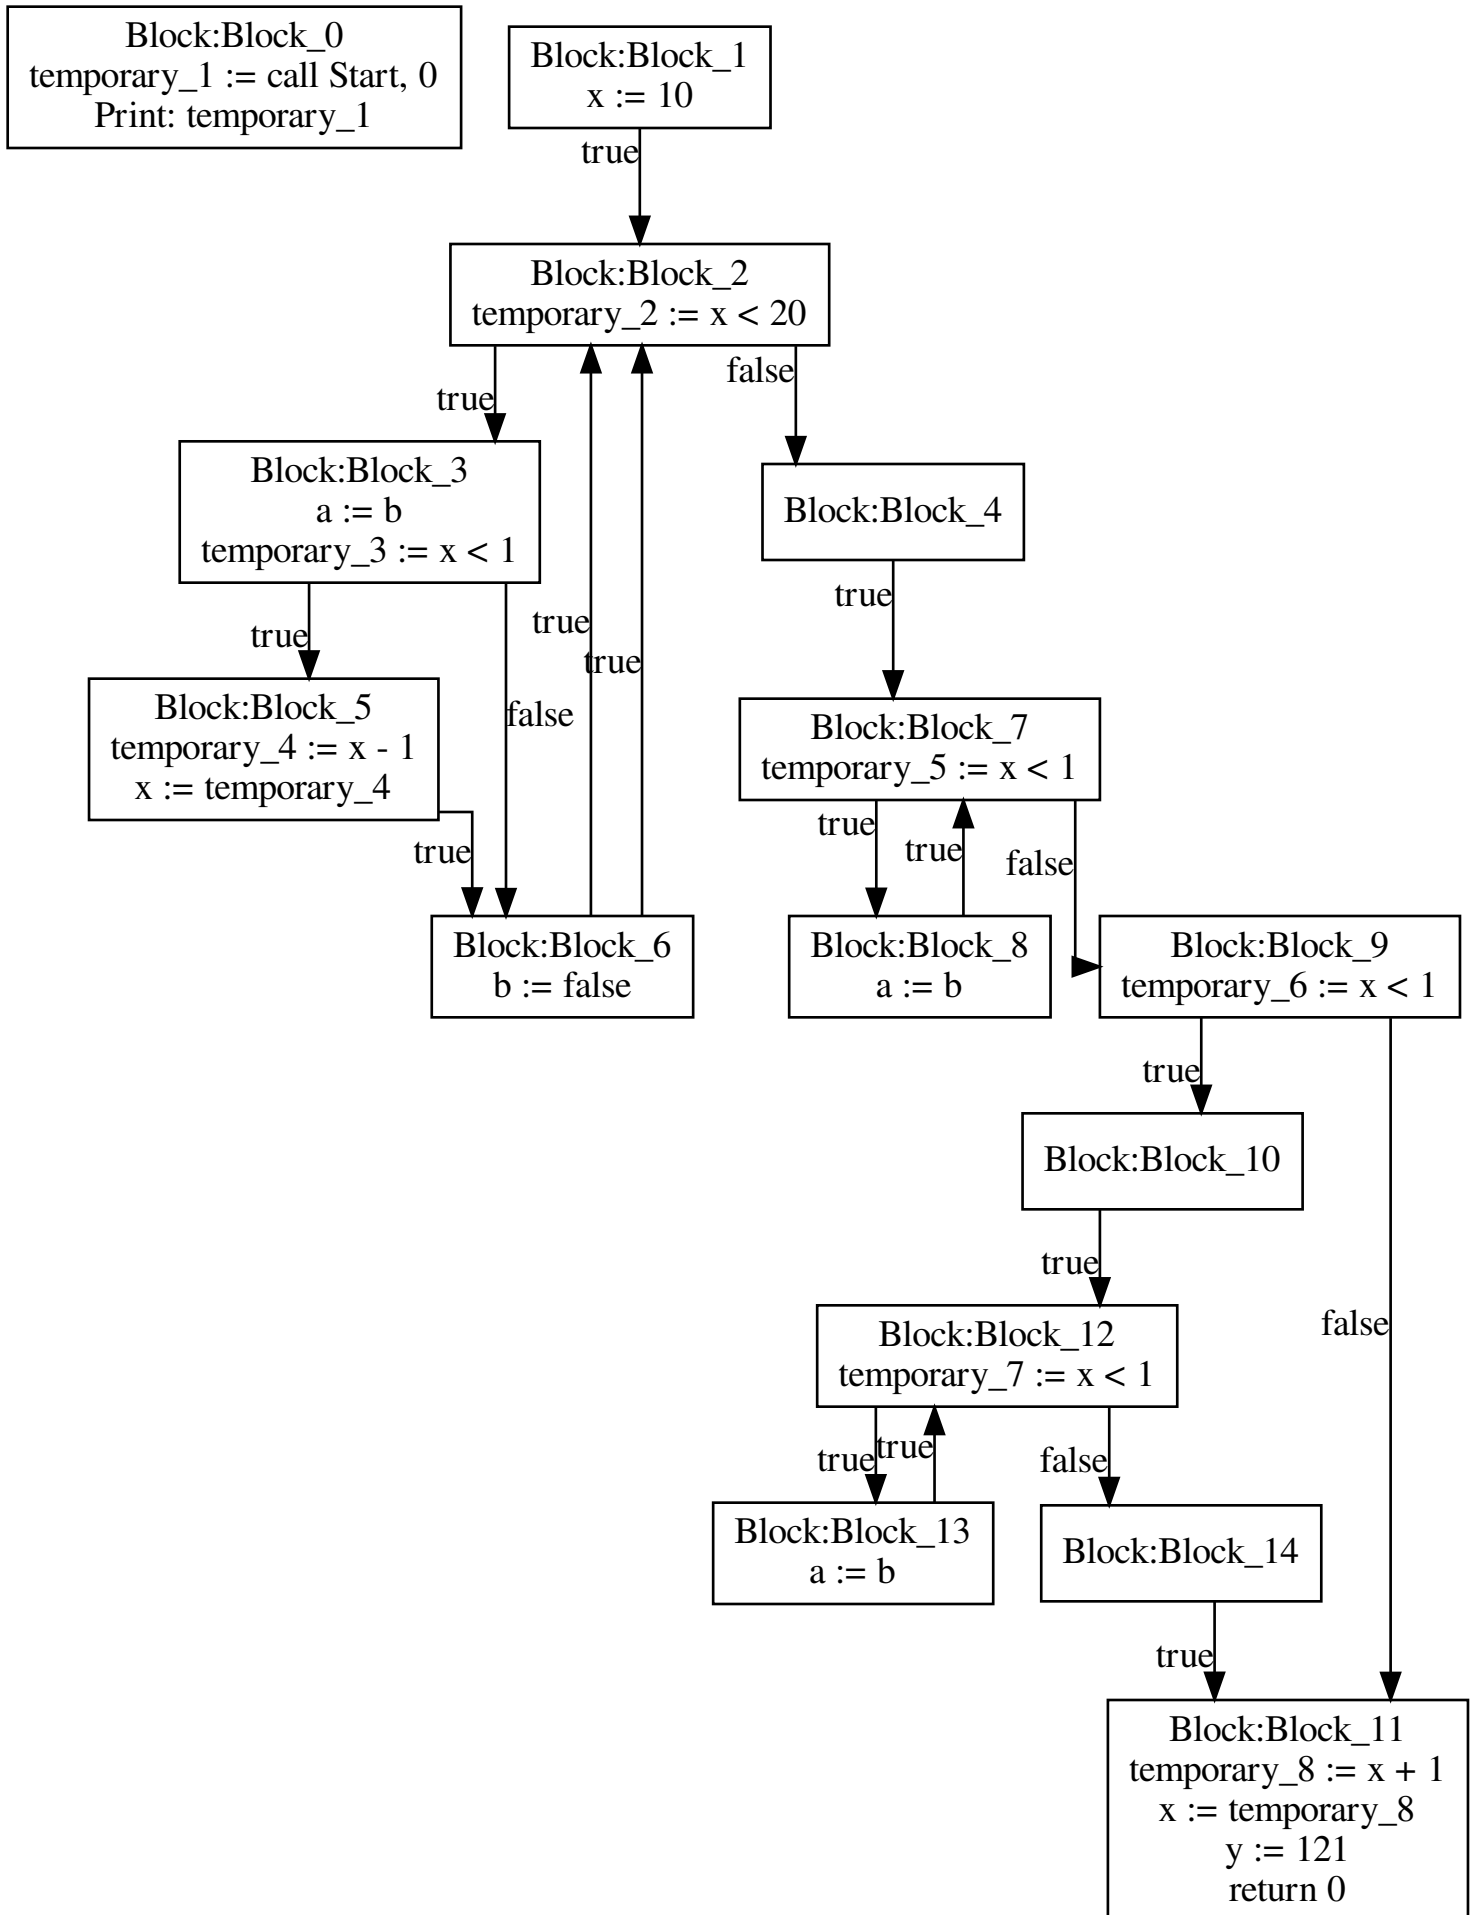 Block:Block_0
temporary_1 := call Start, 0
Print: temporary_1
Block:Block_1
x := 10
true
Block:Block_2
temporary_2 := x < 20
true
false
Block:Block_3
a := b
temporary_3 := x < 1
Block:Block_4
true
false
true
true
true
Block:Block_5
temporary_4 := x - 1
x := temporary_4
true
Block:Block_7
temporary_5 := x < 1
true
true
false
Block:Block_6
b := false
Block:Block_8
a := b
Block:Block_9
temporary_6 := x < 1
true
false
Block:Block_10
true
Block:Block_12
temporary_7 := x < 1
true
true
false
Block:Block_13
a := b
Block:Block_14
true
Block:Block_11
temporary_8 := x + 1
x := temporary_8
y := 121
return 0